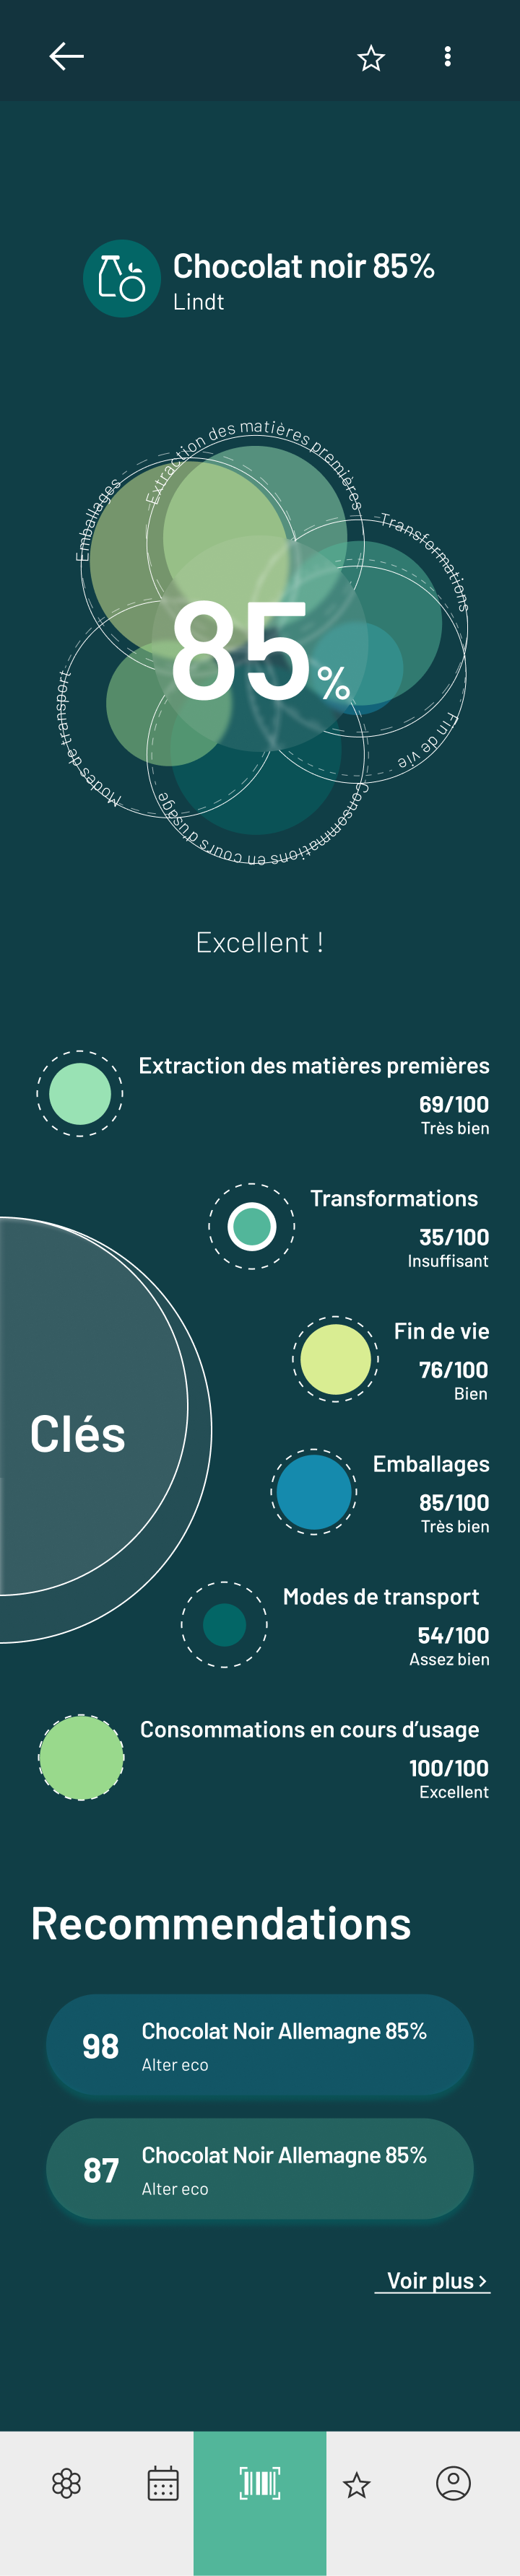 Chocolat noir 85%
Lindt
Extraction des matières premières
Emballages
Transformations
85%
Modes de transport
Fin de vie
Consommations en cours d'usage
Excellent !
Extraction des matières premières
69/100
Très bien
Transformations
35/100
Insuffisant
Fin de vie
76/100
Bien
Clés
Emballages
85/100
Très bien
Modes de transport
54/100
Assez bien
Consommations en cours d’usage
100/100
Excellent
Recommendations
98
Chocolat Noir Allemagne 85%
Alter eco
87
Chocolat Noir Allemagne 85%
Alter eco
Voir plus >